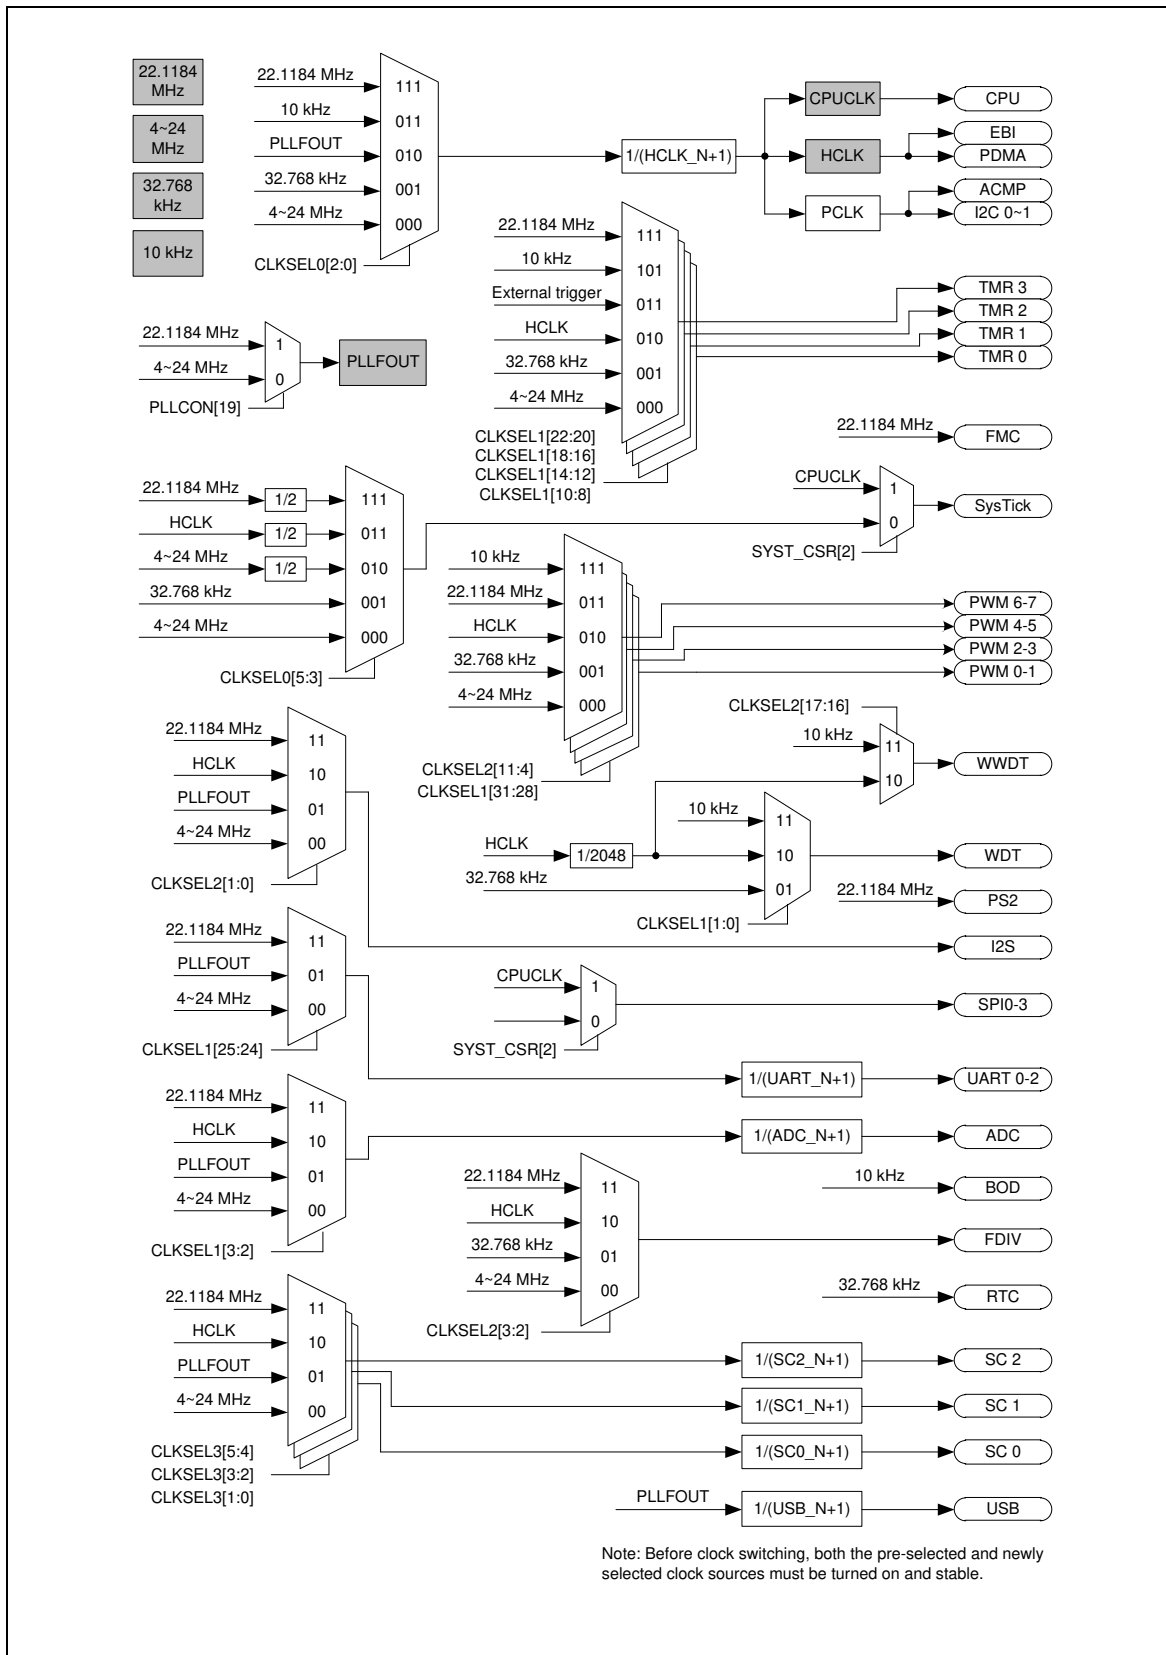 22.1184
MHz
4~24
MHz
32.768
kHz
10 kHz
22.1184 MHz
111
10 kHz
011
PLLFOUT
010
32.768 kHz
001
4~24 MHz
000
CLKSEL0[2:0]
1/(HCLK_N+1)
CPUCLK
CPU
HCLK
EBI
PDMA
PCLK
ACMP
I2C 0~1
22.1184 MHz
111
10 kHz
101
External trigger
011
HCLK
010
32.768 kHz
001
4~24 MHz
000
CLKSEL1[22:20]
CLKSEL1[18:16]
CLKSEL1[14:12]
CLKSEL1[10:8]
TMR 3
TMR 2
TMR 1
TMR 0
22.1184 MHz
1
4~24 MHz
0
PLLCON[19]
PLLFOUT
22.1184 MHz
FMC
22.1184 MHz
1/2
111
HCLK
1/2
011
4~24 MHz
1/2
010
32.768 kHz
001
4~24 MHz
000
CLKSEL0[5:3]
CPUCLK
1
0
SYST_CSR[2]
SysTick
10 kHz
111
22.1184 MHz
011
HCLK
010
32.768 kHz
001
4~24 MHz
000
CLKSEL2[11:4]
CLKSEL1[31:28]
PWM 6-7
PWM 4-5
PWM 2-3
PWM 0-1
CLKSEL2[17:16]
10 kHz
11
10
WWDT
22.1184 MHz
11
HCLK
10
PLLFOUT
01
4~24 MHz
00
CLKSEL2[1:0]
10 kHz
11
HCLK
1/2048
10
32.768 kHz
01
CLKSEL1[1:0]
WDT
22.1184 MHz
PS2
I2S
22.1184 MHz
11
PLLFOUT
01
4~24 MHz
00
CLKSEL1[25:24]
CPUCLK
1
0
SYST_CSR[2]
SPI0-3
1/(UART_N+1)
UART 0-2
22.1184 MHz
11
HCLK
10
PLLFOUT
01
4~24 MHz
00
CLKSEL1[3:2]
1/(ADC_N+1)
ADC
10 kHz
BOD
22.1184 MHz
11
HCLK
10
32.768 kHz
01
4~24 MHz
00
CLKSEL2[3:2]
FDIV
32.768 kHz
RTC
22.1184 MHz
11
HCLK
10
PLLFOUT
01
4~24 MHz
00
CLKSEL3[5:4]
CLKSEL3[3:2]
CLKSEL3[1:0]
1/(SC2_N+1)
SC 2
1/(SC1_N+1)
SC 1
1/(SC0_N+1)
SC 0
PLLFOUT
1/(USB_N+1)
USB
Note: Before clock switching, both the pre-selected and newly
selected clock sources must be turned on and stable.